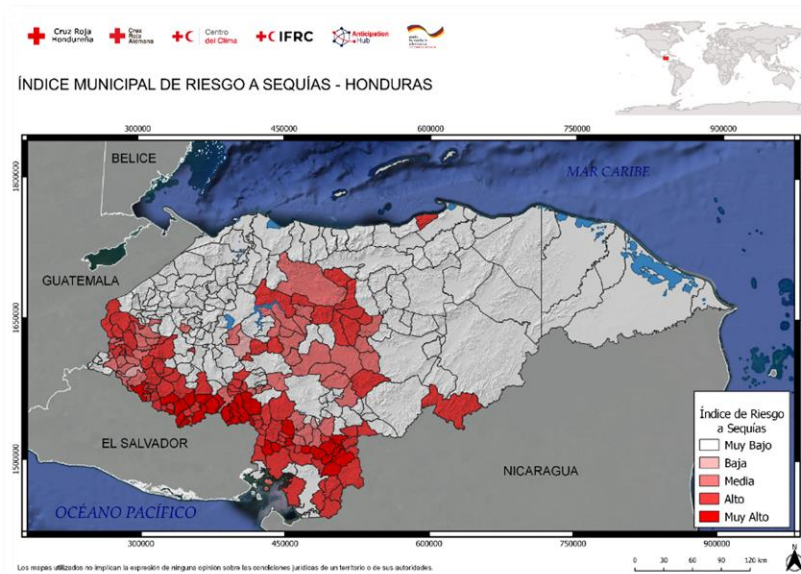 Cruz Roja
Hondureña
Cruz
Roja
Alemana
Centro
del Clima
IFRC
Anticipation
Hub
ÍNDICE MUNICIPAL DE RIESGO A SEQUÍAS - HONDURAS
300000 450000 600000 750000 900000
BELICE
MAR CARIBE
1800000
GUATEMALA
1650000
EL SALVADOR
1500000
NICARAGUA
OCÉANO PACÍFICO
Índice de Riesgo
a Sequías
Muy Bajo
Baja
Media
Alto
Muy Alto
300000 450000 600000 750000 900000
Los mapas utilizados no implican la expresión de ninguna opinión sobre las condiciones jurídicas de un territorio o de sus autoridades.
0 30 60 90 120 km
N